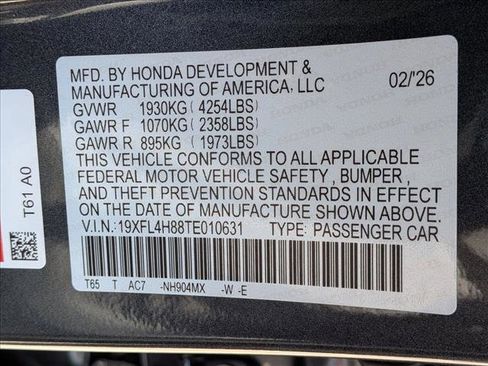 MFD. BY HONDA DEVELOPMENT &
MANUFACTURING OF AMERICA, LLC 02/'26
GVWR 1930KG(4254LBS)
GAWR F 1070KG(2358LBS)
GAWR R 895KG(1973LBS)
THIS VEHICLE CONFORMS TO ALL APPLICABLE
FEDERAL MOTOR VEHICLE SAFETY, BUMPER,
AND THEFT PREVENTION STANDARDS IN EFFECT
ON THE DATE OF MANUFACTURE SHOWN ABOVE.
V.I.N.:19XFL4H88TE010631 TYPE: PASSENGER CAR
T65 T AC7 -NH904MX -W -E
T61 A0